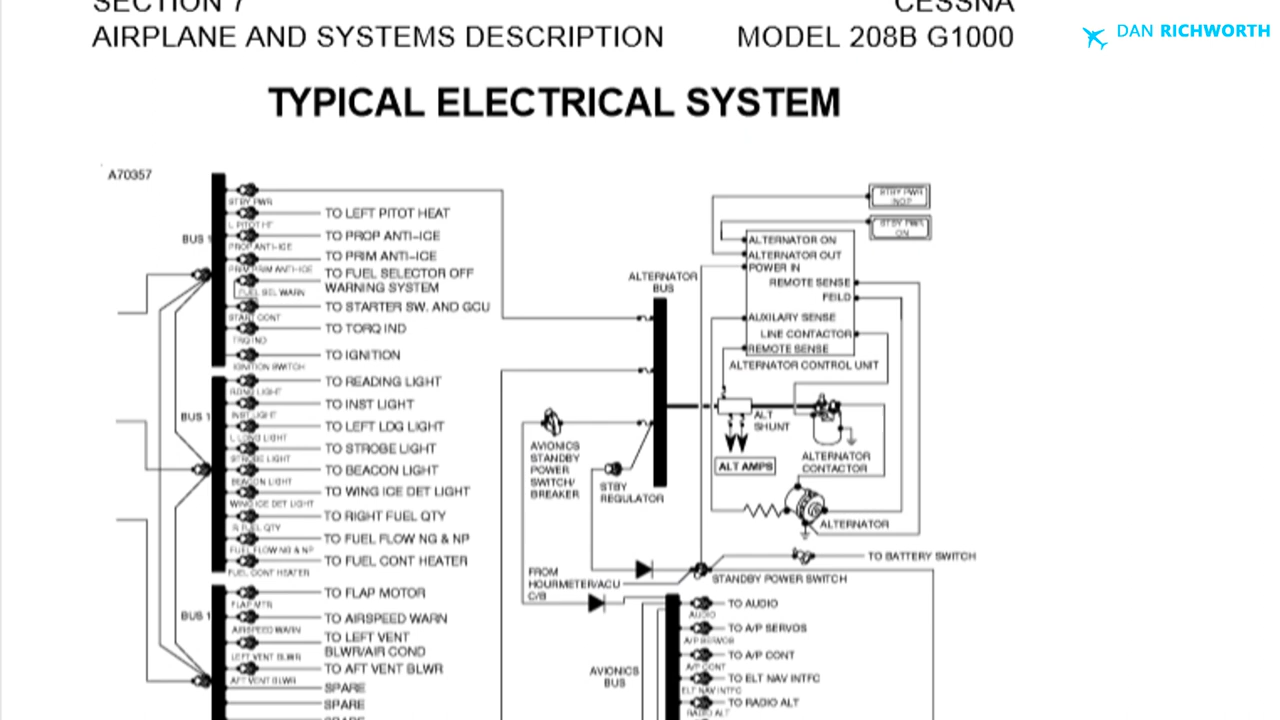 SECTION 7
CESSNA
AIRPLANE AND SYSTEMS DESCRIPTION
MODEL 208B G1000
DAN RICHWORTH
TYPICAL ELECTRICAL SYSTEM
A70357
BUS 1
STBY PWR
TO LEFT PITOT HEAT
L PITOT HT
TO PROP ANTI-ICE
PROP ANTI-ICE
TO PRIM ANTI-ICE
TO FUEL SELECTOR OFF
WARNING SYSTEM
FUEL SEL WARN
TO STARTER SW. AND GCU
START CONT
TO TORQ IND
TRQ IND
TO IGNITION
IGNITION SWITCH
BUS 1
TO READING LIGHT
RDNG LIGHT
TO INST LIGHT
INST LIGHT
TO LEFT LDG LIGHT
TO STROBE LIGHT
STROBE LIGHT
TO BEACON LIGHT
BEACON LIGHT
TO WING ICE DET LIGHT
WING ICE DET LIGHT
TO RIGHT FUEL QTY
R FUEL QTY
TO FUEL FLOW NG & NP
FUEL FLOW NG & NP
TO FUEL CONT HEATER
FUEL CONT HEATER
BUS 1
TO FLAP MOTOR
FLAP MTR
TO AIRSPEED WARN
AIRSPEED WARN
TO LEFT VENT
BLWR/AIR COND
LEFT VENT BLWR
TO AFT VENT BLWR
AFT VENT BLWR
SPARE
SPARE
SPARE
STBY PWR
INOP
STBY PWR
ON
ALTERNATOR ON
ALTERNATOR OUT
POWER IN
REMOTE SENSE
FEILD
AUXILARY SENSE
LINE CONTACTOR
REMOTE SENSE
ALTERNATOR CONTROL UNIT
ALTERNATOR
BUS
ALT
SHUNT
ALT AMPS
ALTERNATOR
CONTACTOR
ALTERNATOR
AVIONICS
STANDBY
POWER
SWITCH/
BREAKER
STBY
REGULATOR
TO BATTERY SWITCH
STANDBY POWER SWITCH
FROM
HOURMETER/ACU
C/B
AVIONICS
BUS
TO AUDIO
AUDIO
TO A/P SERVOS
A/P SERVOS
TO A/P CONT
A/P CONT
TO ELT NAV INTFC
ELT NAV INTFC
TO RADIO ALT
RADIO ALT